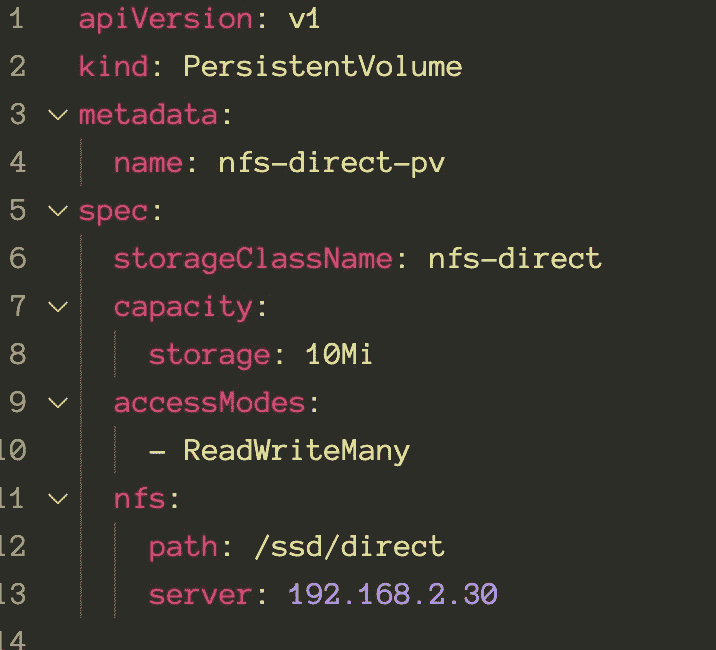 1 apiVersion: v1
2 kind: PersistentVolume
3 metadata:
4 name: nfs-direct-pv
5 spec:
6 storageClassName: nfs-direct
7 capacity:
8 storage: 10Mi
9 accessModes:
10 - ReadWriteMany
11 nfs:
12 path: /ssd/direct
13 server: 192.168.2.30
14